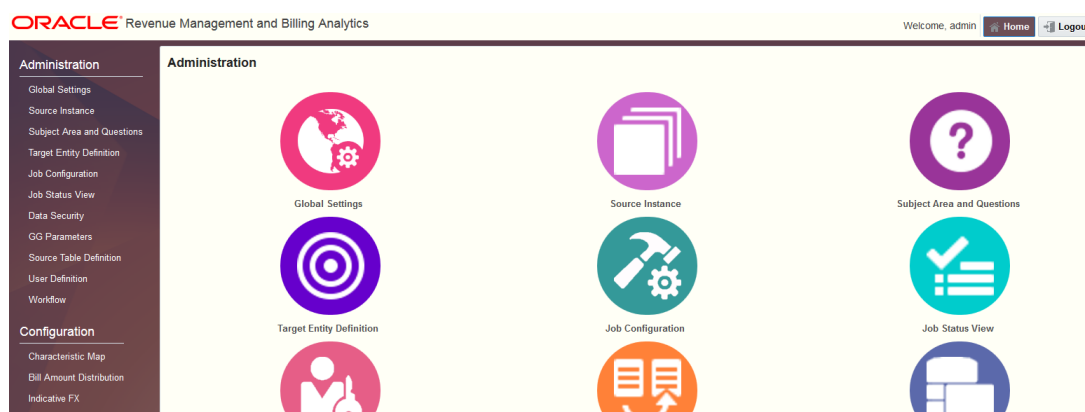 ORACLE® Revenue Management and Billing Analytics
Welcome, admin
Home
Logou
Administration
Global Settings
Source Instance
Subject Area and Questions
Target Entity Definition
Job Configuration
Job Status View
Data Security
GG Parameters
Source Table Definition
User Definition
Workflow
Configuration
Characteristic Map
Bill Amount Distribution
Indicative FX
Administration
Global Settings
Source Instance
?
Subject Area and Questions
Target Entity Definition
Job Configuration
Job Status View